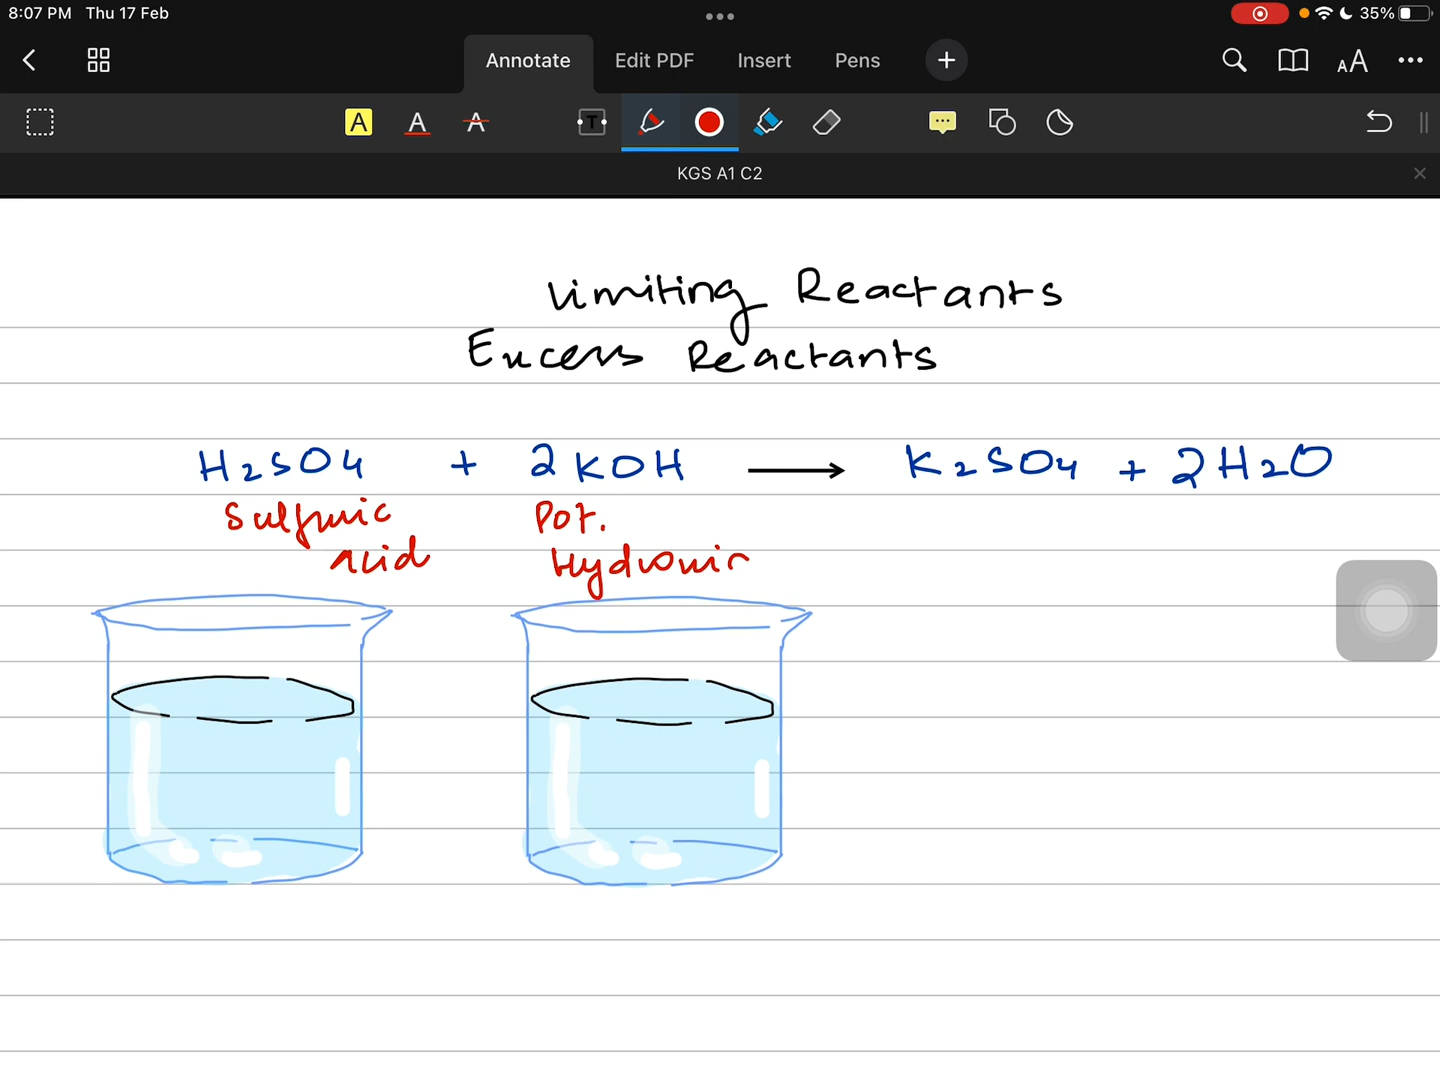 8:07 PM Thu 17 Feb 35%
Annotate Edit PDF Insert Pens
A A A T AA
KGS A1 C2
Limiting Reactants
Excess Reactants
H2SO4 + 2KOH → K2SO4 + 2H2O
Sulfuric Pot.
acid